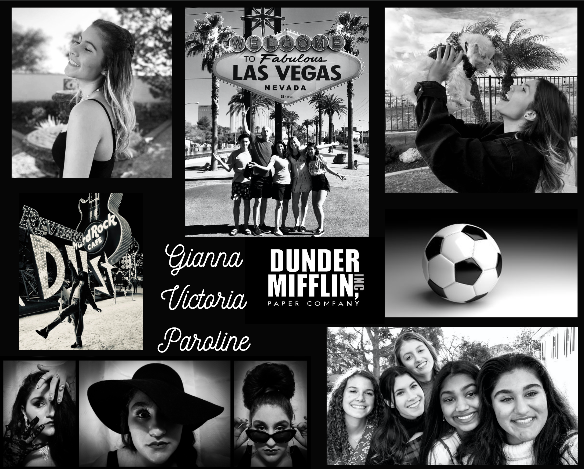 WELCOME
TO Fabulous
LAS VEGAS
NEVADA
Hard Rock
CAFE
Gianna
Victoria
Paroline
DUNDER
MIFFLIN, INC.
PAPER COMPANY